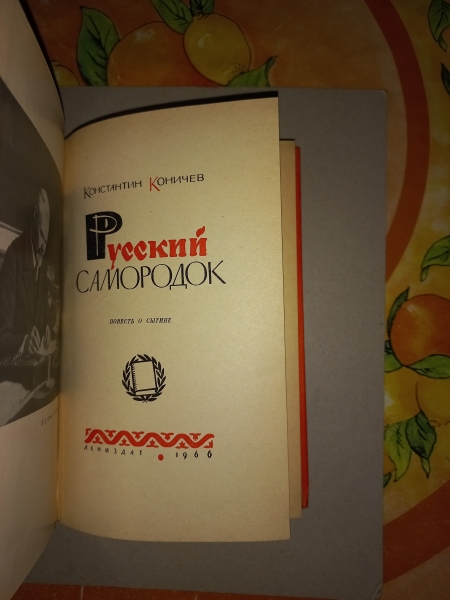 Константин Коничев
Русский
самородок
повесть о Сытине
Лениздат • 1966